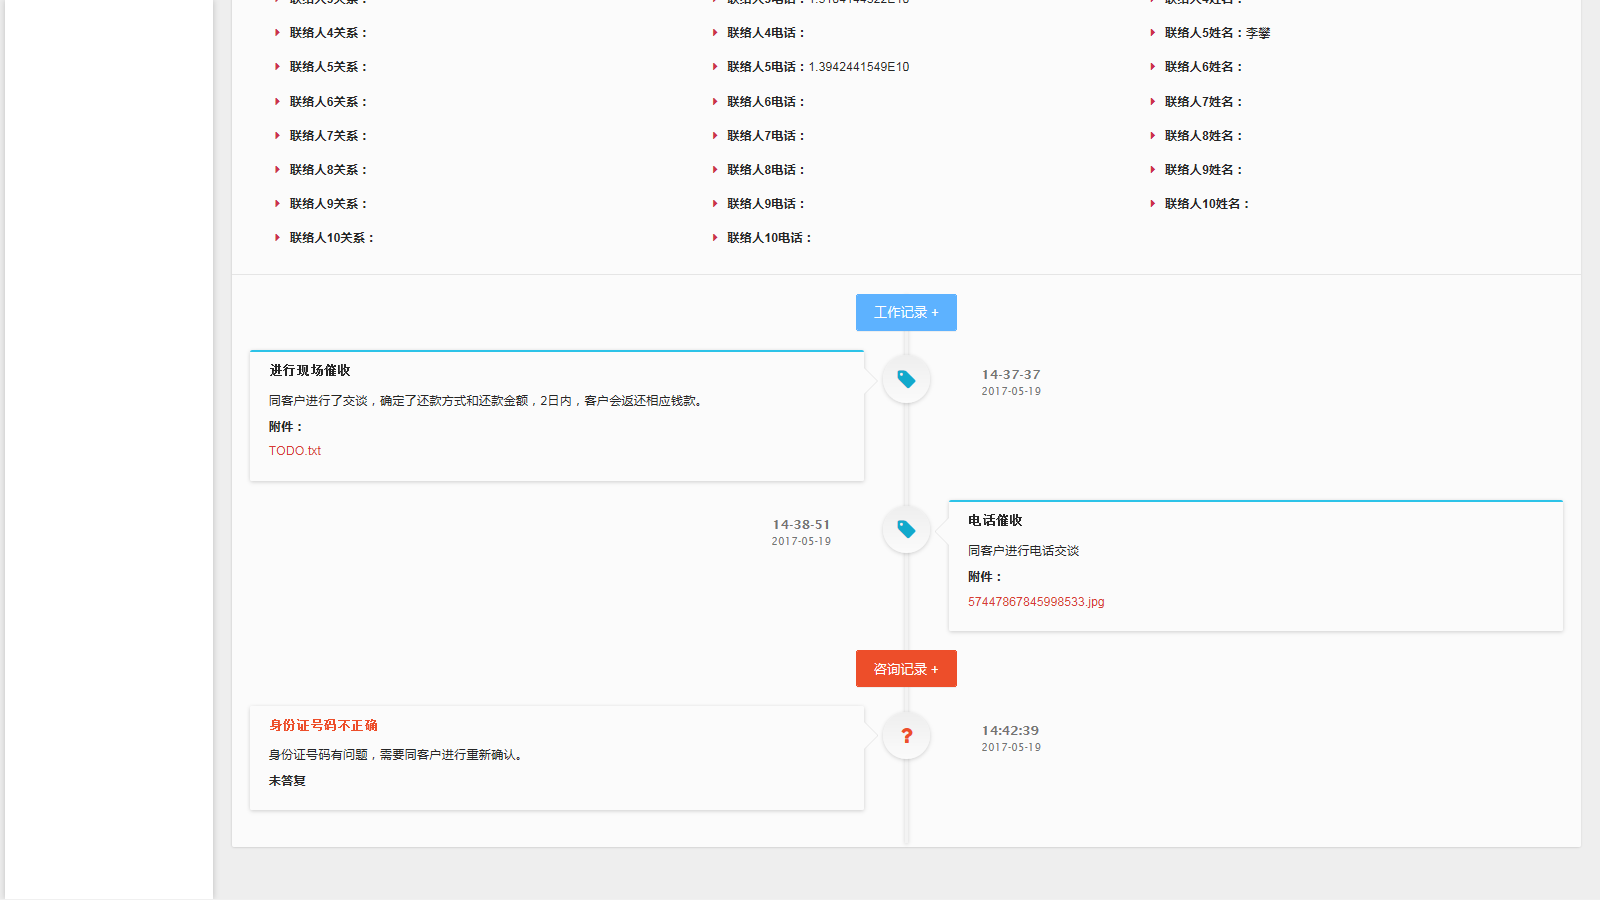 联络人4关系： 联络人4电话： 联络人5姓名：李攀
联络人5关系： 联络人5电话：1.3942441549E10 联络人6姓名：
联络人6关系： 联络人6电话： 联络人7姓名：
联络人7关系： 联络人7电话： 联络人8姓名：
联络人8关系： 联络人8电话： 联络人9姓名：
联络人9关系： 联络人9电话： 联络人10姓名：
联络人10关系： 联络人10电话：
工作记录 +
进行现场催收
同客户进行了交谈，确定了还款方式和还款金额，2日内，客户会返还相应钱款。
附件：
TODO.txt
14-37-37
2017-05-19
14-38-51
2017-05-19
电话催收
同客户进行电话交谈
附件：
57447867845998533.jpg
咨询记录 +
身份证号码不正确
身份证号码有问题，需要同客户进行重新确认。
未答复
14:42:39
2017-05-19